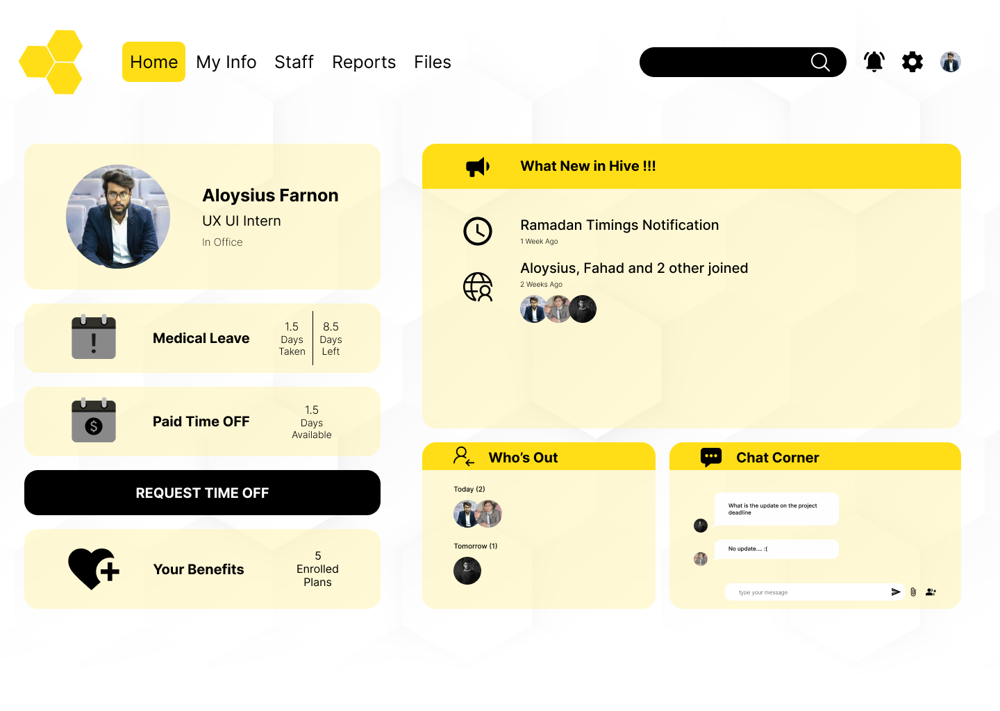 Home My Info Staff Reports Files
Aloysius Farnon
UX UI Intern
In Office
Medical Leave
1.5
Days
Taken
8.5
Days
Left
Paid Time OFF
1.5
Days
Available
REQUEST TIME OFF
Your Benefits
5
Enrolled
Plans
What New in Hive !!!
Ramadan Timings Notification
1 Week Ago
Aloysius, Fahad and 2 other joined
2 Weeks Ago
Who's Out
Today (2)
Tomorrow (1)
Chat Corner
What is the update on the project
deadline
No update.... :(
type your message